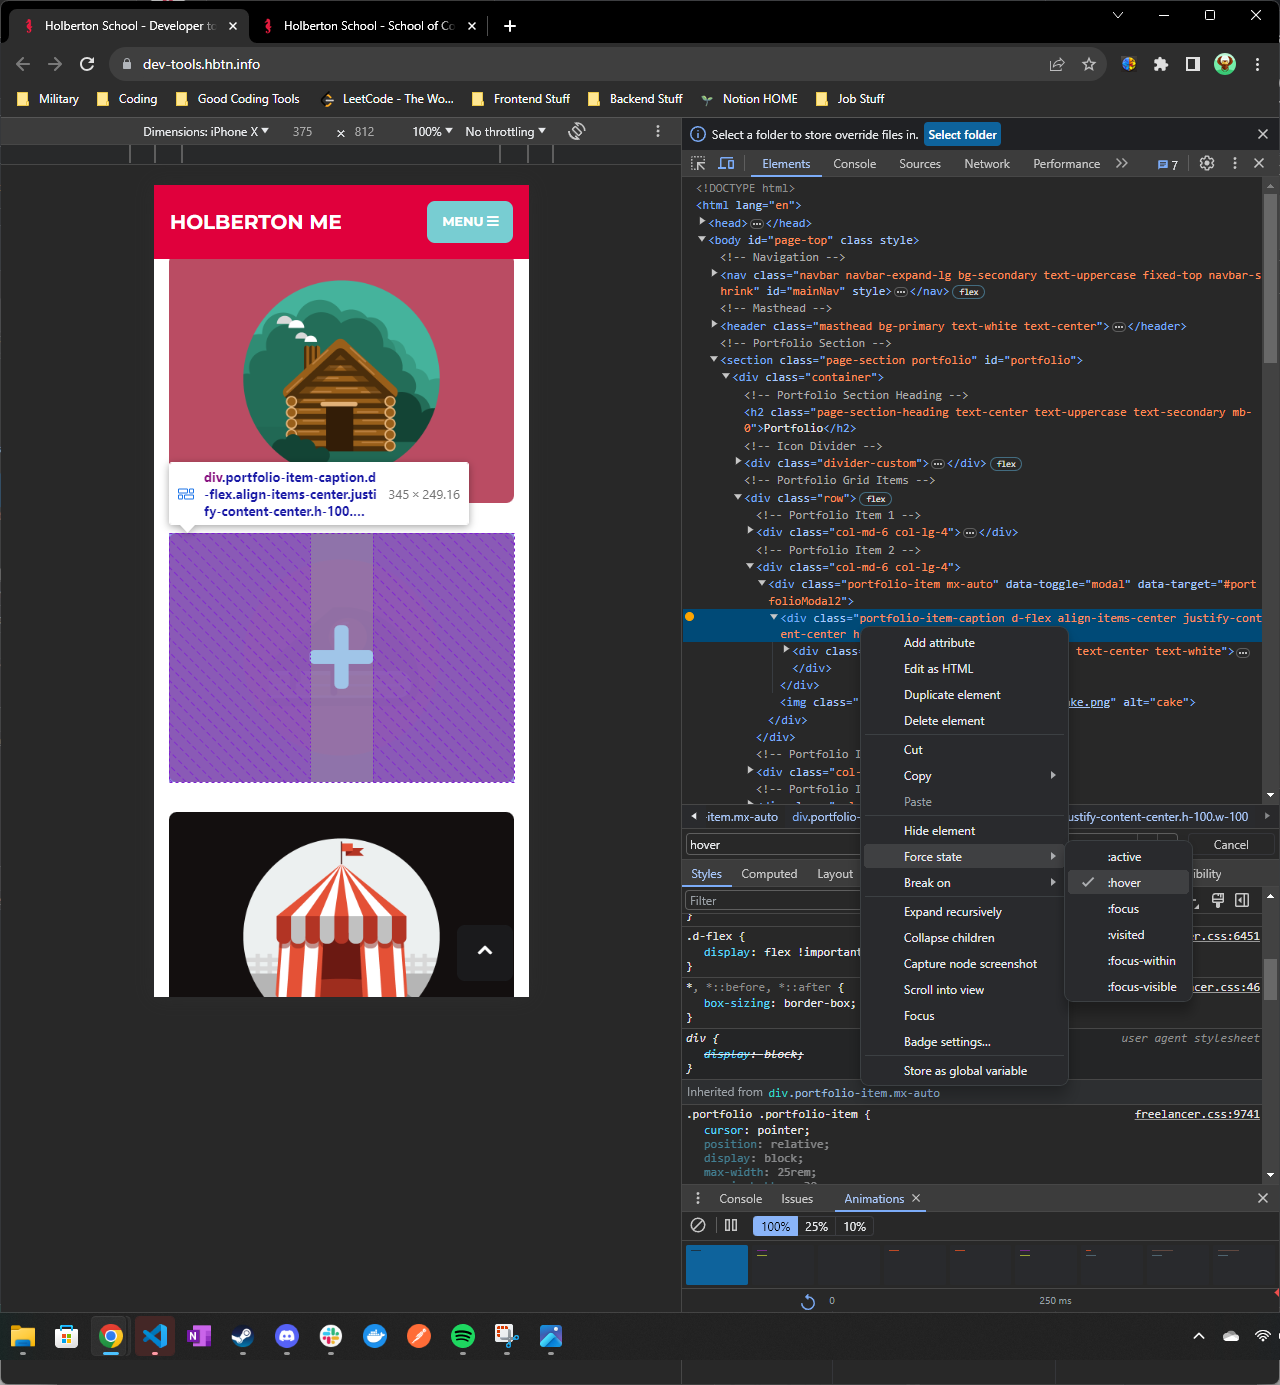 Holberton School - Developer to
Holberton School - School of Co
dev-tools.hbtn.info
Military
Coding
Good Coding Tools
LeetCode - The Wo...
Frontend Stuff
Backend Stuff
Notion HOME
Job Stuff
Dimensions: iPhone X
375
×
812
100%
No throttling
HOLBERTON ME
MENU
div.portfolio-item-caption.d
-flex.align-items-center.justi
fy-content-center.h-100....
345 × 249.16
Select a folder to store override files in.
Select folder
Elements
Console
Sources
Network
Performance
7
<!DOCTYPE html>
<html lang="en">
<head> ••• </head>
<body id="page-top" class style>
<!-- Navigation -->
<nav class="navbar navbar-expand-lg bg-secondary text-uppercase fixed-top navbar-s
hrink" id="mainNav" style> ••• </nav> flex
<!-- Masthead -->
<header class="masthead bg-primary text-white text-center"> ••• </header>
<!-- Portfolio Section -->
<section class="page-section portfolio" id="portfolio">
<div class="container">
<!-- Portfolio Section Heading -->
<h2 class="page-section-heading text-center text-uppercase text-secondary mb-
0">Portfolio</h2>
<!-- Icon Divider -->
<div class="divider-custom"> ••• </div> flex
<!-- Portfolio Grid Items -->
<div class="row"> flex
<!-- Portfolio Item 1 -->
<div class="col-md-6 col-lg-4"> ••• </div>
<!-- Portfolio Item 2 -->
<div class="col-md-6 col-lg-4">
<div class="portfolio-item mx-auto" data-toggle="modal" data-target="#port
folioModal2">
<div class="portfolio-item-caption d-flex align-items-center justify-cont
ent-center h
<div clas
text-center text-white"> •••
</div>
</div>
<img class="
ke.png" alt="cake">
</div>
</div>
<!-- Portfolio I
<div class="col-
<!-- Portfolio I
-item.mx-auto
div.portfolio-
ustify-content-center.h-100.w-100
hover
Cancel
Styles
Computed
Layout
ibility
Filter
}
.d-flex {
r.css:6451
display: flex !important
}
*, *::before, *::after {
ncer.css:46
box-sizing: border-box;
}
div {
user agent stylesheet
display: block;
}
Inherited from div.portfolio-item.mx-auto
.portfolio .portfolio-item {
freelancer.css:9741
cursor: pointer;
position: relative;
display: block;
max-width: 25rem;
Add attribute
Edit as HTML
Duplicate element
Delete element
Cut
Copy
Paste
Hide element
Force state
Break on
Expand recursively
Collapse children
Capture node screenshot
Scroll into view
Focus
Badge settings...
Store as global variable
:active
:hover
:focus
:visited
:focus-within
:focus-visible
Console
Issues
Animations
100%
25%
10%
0
250 ms